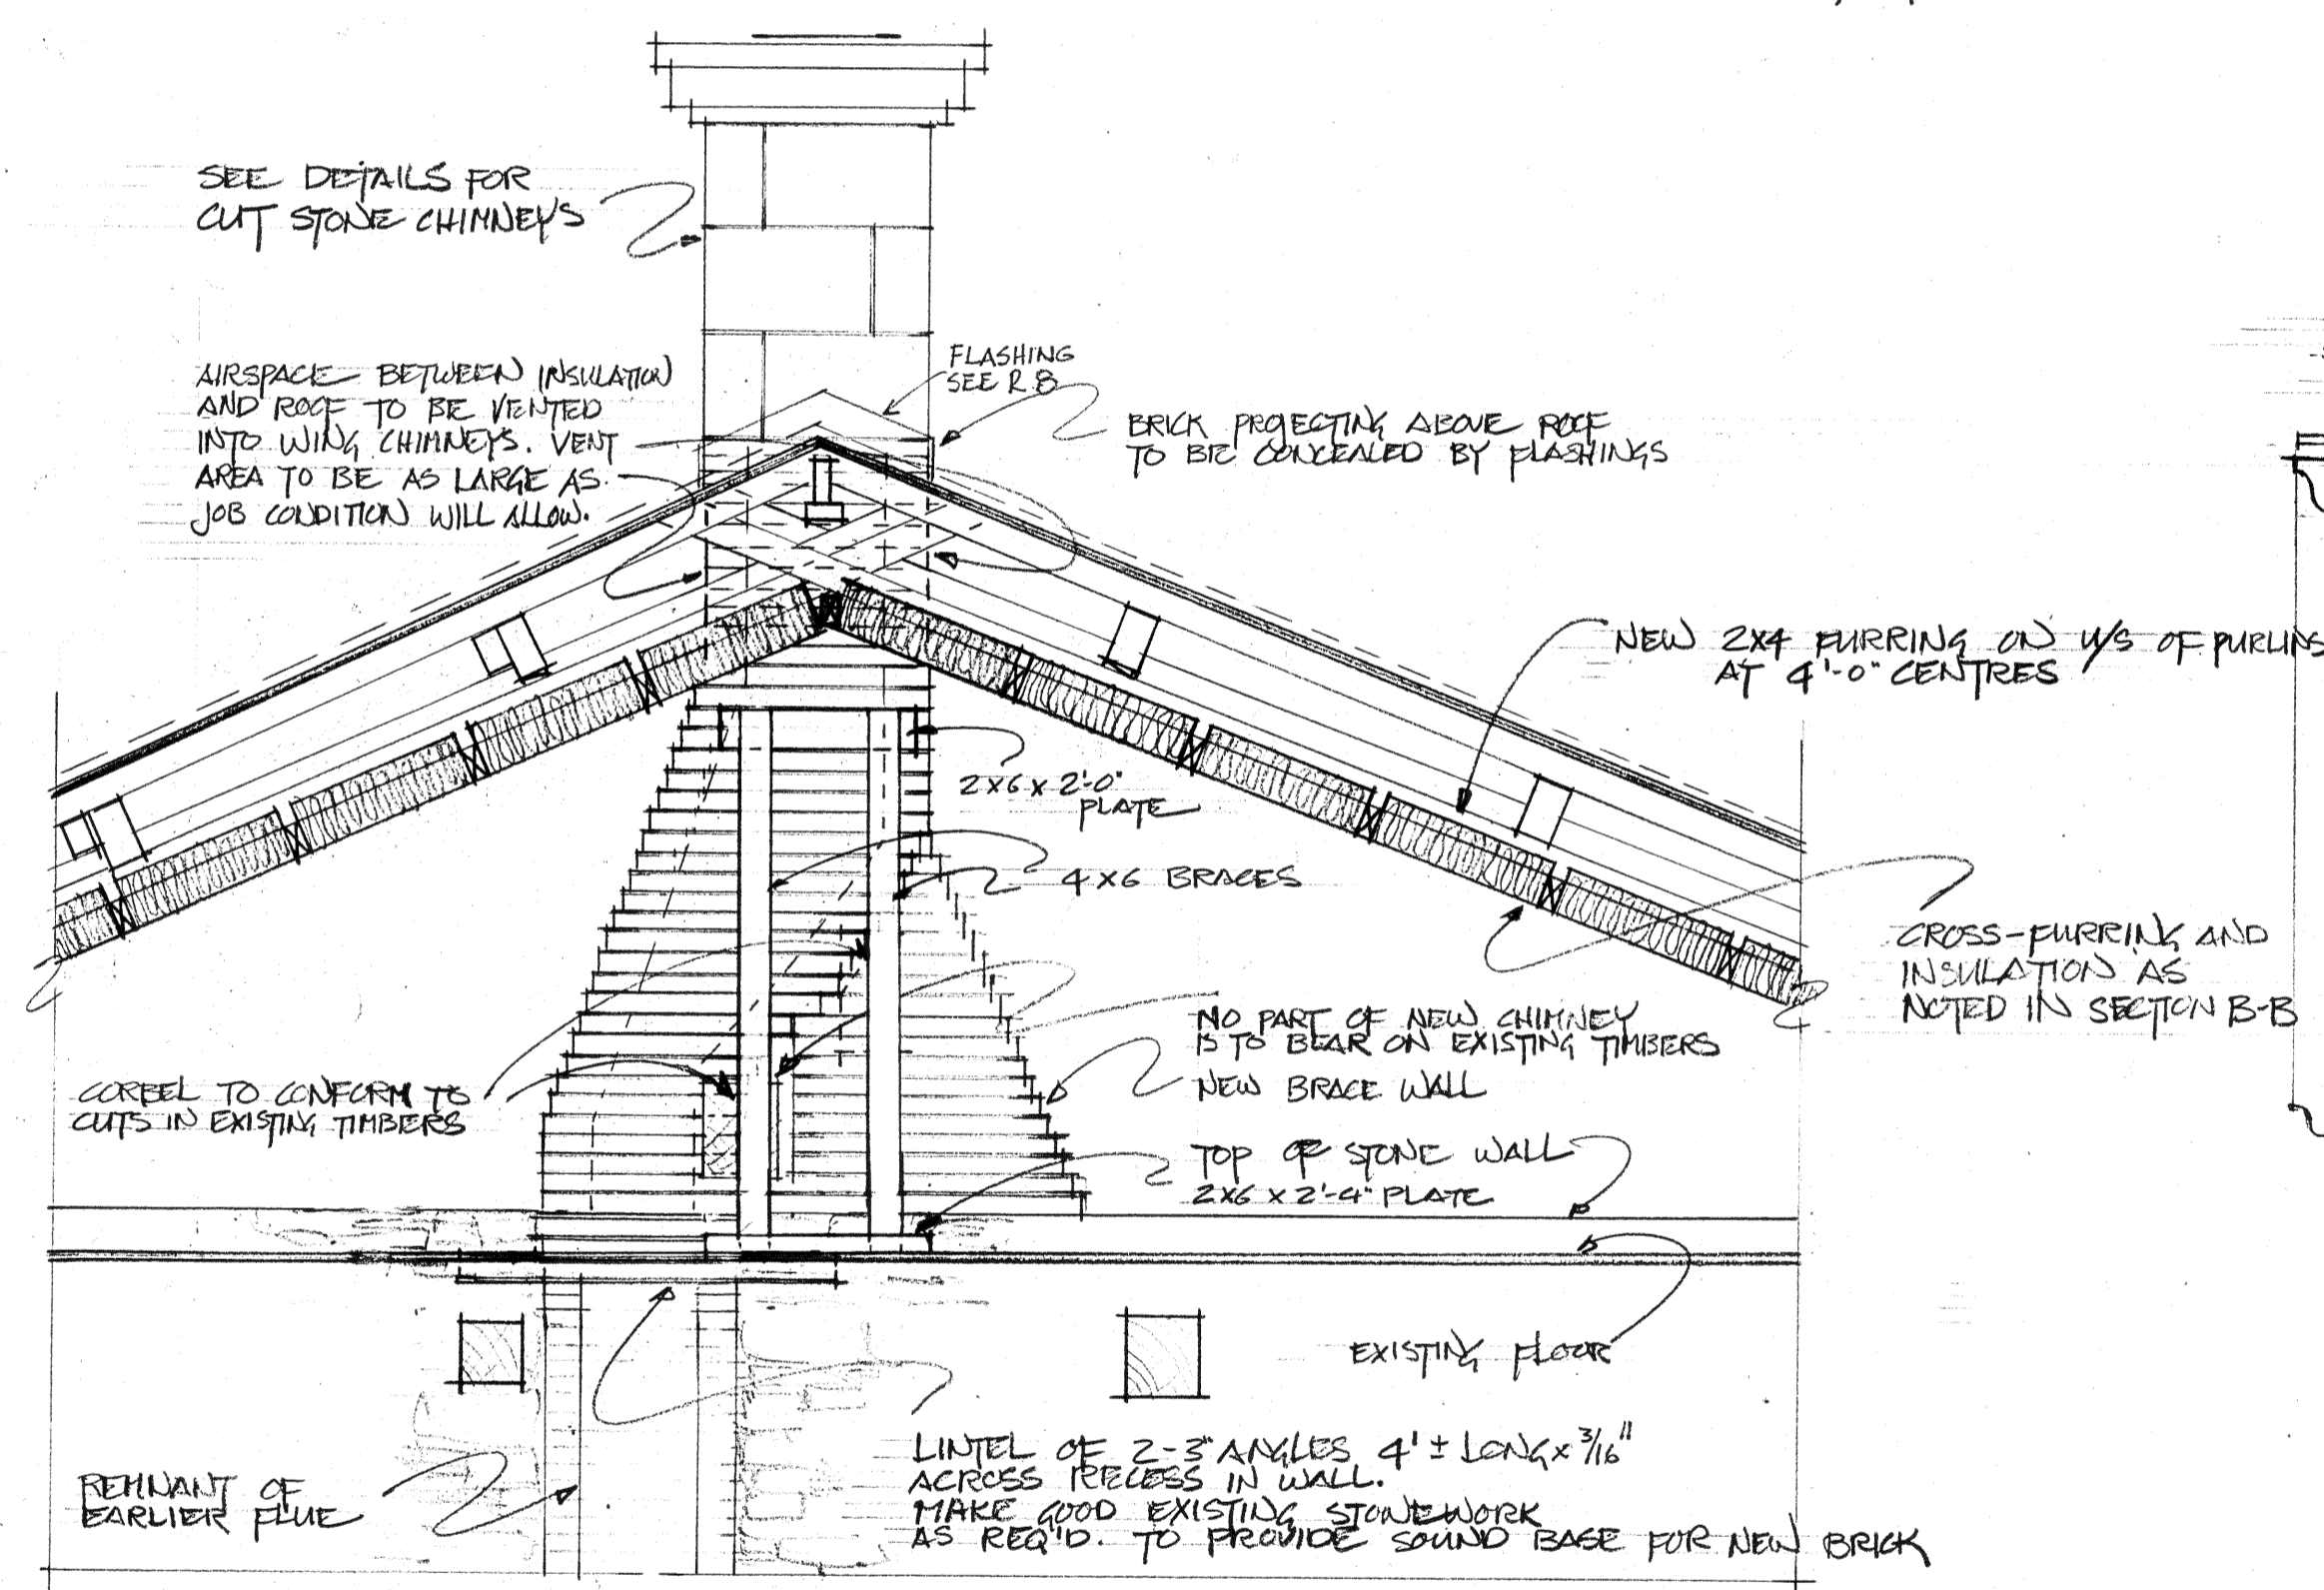 SEE DETAILS FOR
CUT STONE CHIMNEYS
AIRSPACE BETWEEN INSULATION
AND ROOF TO BE VENTED
INTO WING CHIMNEYS. VENT
AREA TO BE AS LARGE AS
JOB CONDITION WILL ALLOW.
FLASHING
SEE R 8
BRICK PROJECTING ABOVE ROOF
TO BE CONCEALED BY FLASHINGS
NEW 2X4 FURRING ON U/S OF PURLINS
AT 4'-0" CENTRES
2X6 X 2'-0"
PLATE
4 X 6 BRACES
CROSS-FURRING AND
INSULATION AS
NOTED IN SECTION B-B
NO PART OF NEW CHIMNEY
IS TO BEAR ON EXISTING TIMBERS
NEW BRACE WALL
CORBEL TO CONFORM TO
CUTS IN EXISTING TIMBERS
TOP OF STONE WALL
2X6 X 2'-4" PLATE
EXISTING FLOOR
LINTEL OF 2-3" ANGLES 4' ± LONG x 3/16"
ACROSS RECESS IN WALL.
MAKE GOOD EXISTING STONEWORK
AS REQ'D. TO PROVIDE SOUND BASE FOR NEW BRICK
REMNANT OF
EARLIER FLUE